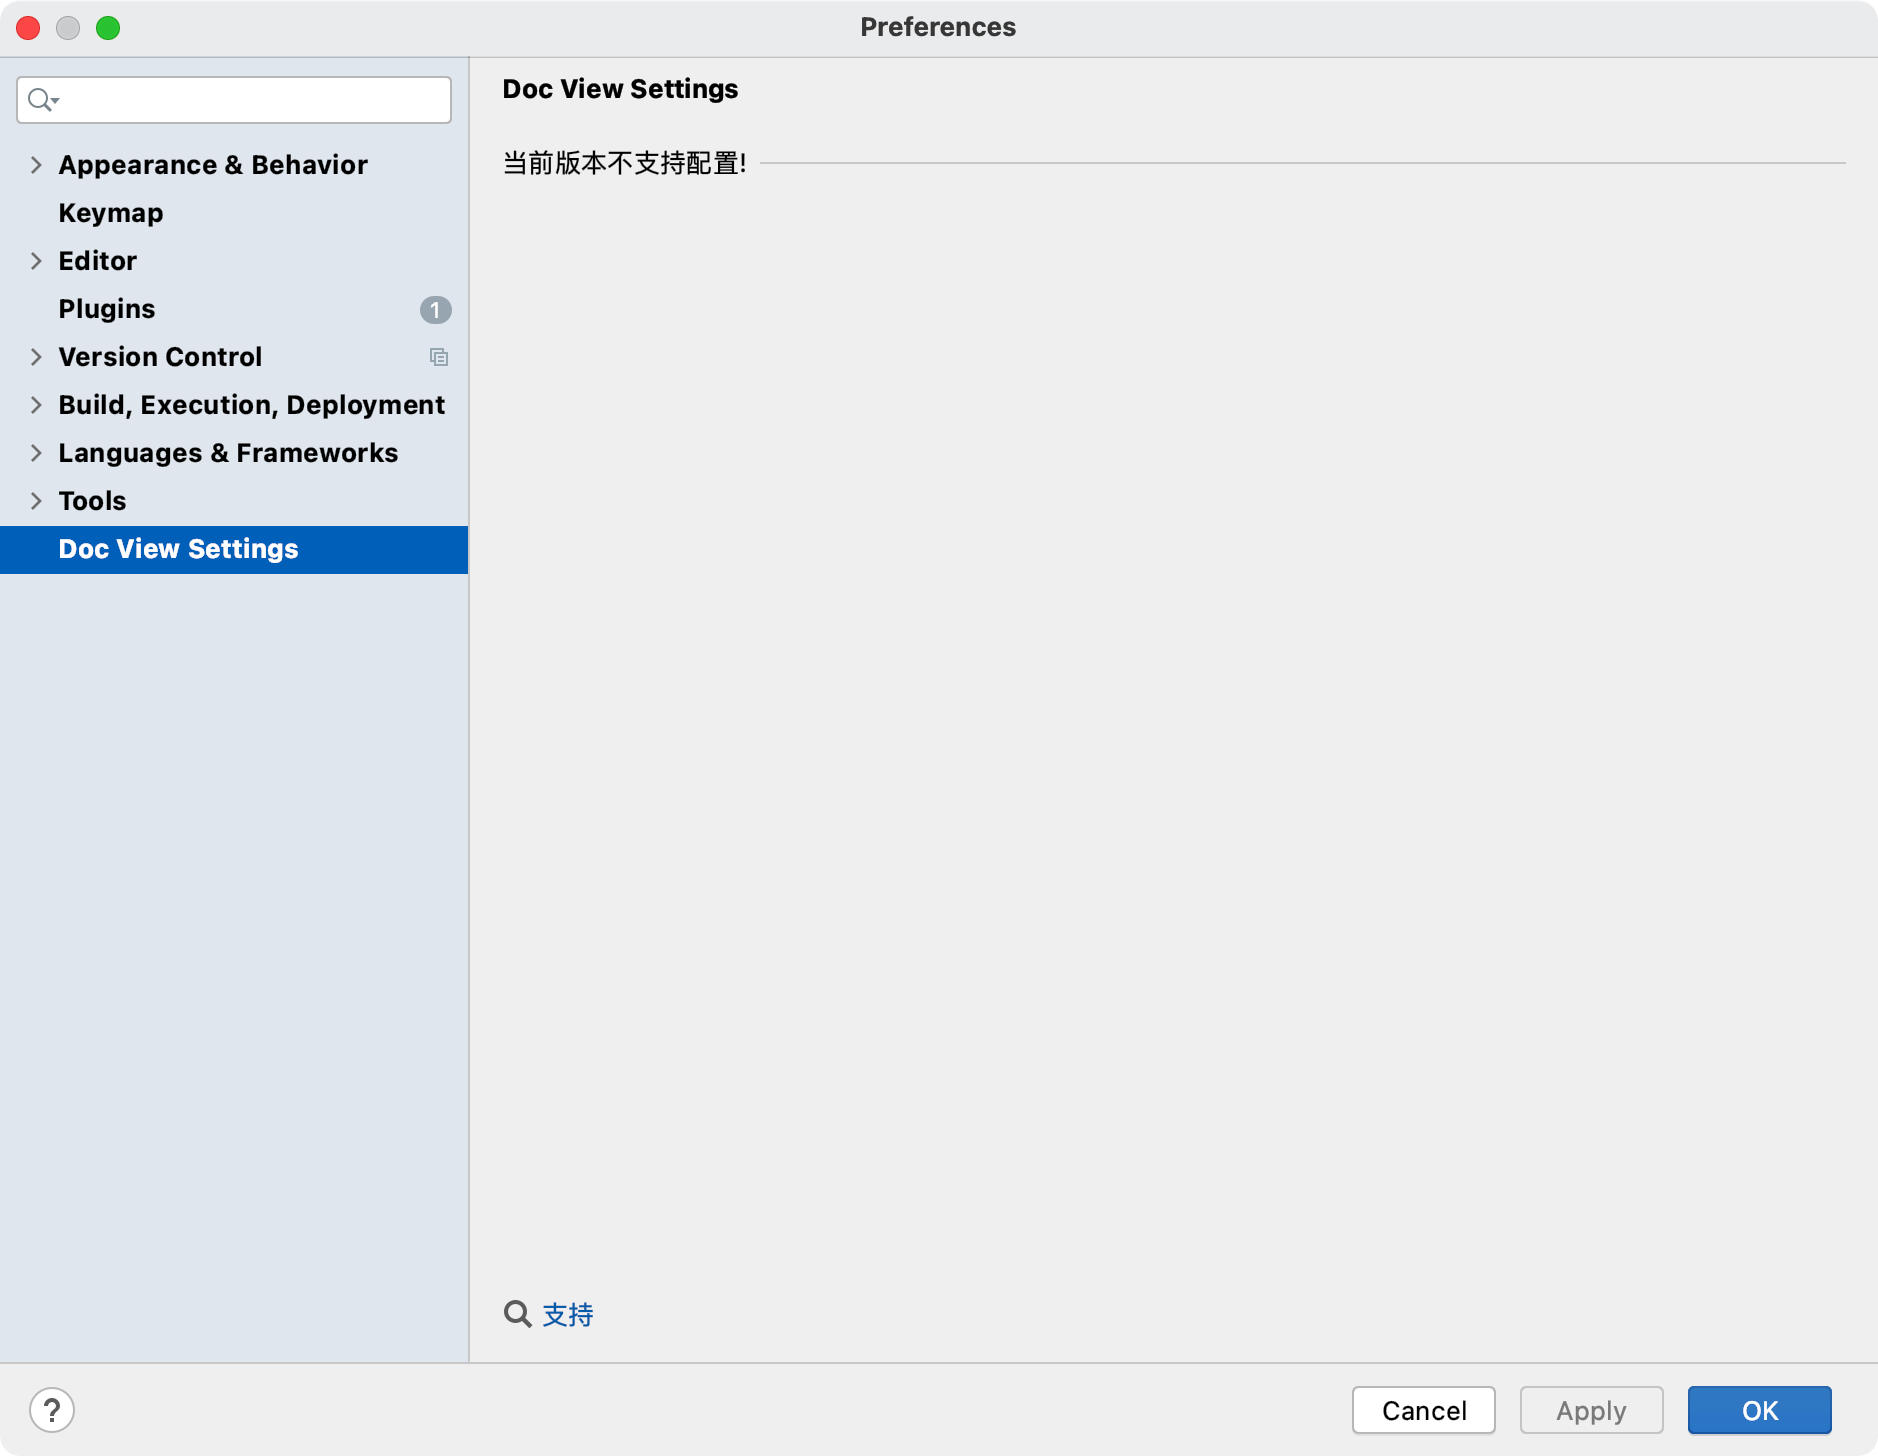 Preferences
Appearance & Behavior
Keymap
Editor
Plugins 1
Version Control
Build, Execution, Deployment
Languages & Frameworks
Tools
Doc View Settings
Doc View Settings
当前版本不支持配置!
支持
?
Cancel Apply OK